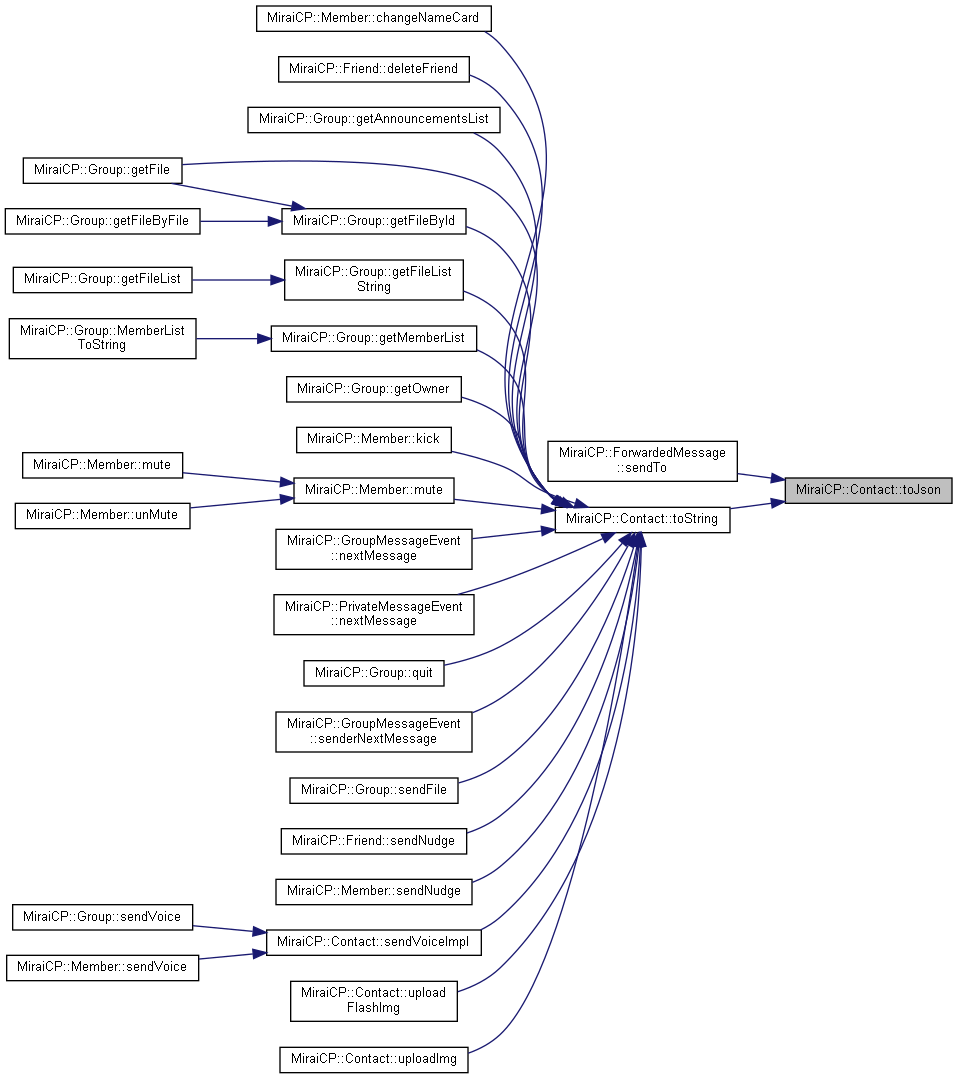 MiraiCP::Member::changeNameCard
MiraiCP::Friend::deleteFriend
MiraiCP::Group::getAnnouncementsList
MiraiCP::Group::getFile
MiraiCP::Group::getFileByFile
MiraiCP::Group::getFileById
MiraiCP::Group::getFileList
MiraiCP::Group::getFileList
String
MiraiCP::Group::MemberList
ToString
MiraiCP::Group::getMemberList
MiraiCP::Group::getOwner
MiraiCP::Member::kick
MiraiCP::ForwardedMessage
::sendTo
MiraiCP::Contact::toJson
MiraiCP::Member::mute
MiraiCP::Member::unMute
MiraiCP::Member::mute
MiraiCP::Contact::toString
MiraiCP::GroupMessageEvent
::nextMessage
MiraiCP::PrivateMessageEvent
::nextMessage
MiraiCP::Group::quit
MiraiCP::GroupMessageEvent
::senderNextMessage
MiraiCP::Group::sendFile
MiraiCP::Friend::sendNudge
MiraiCP::Member::sendNudge
MiraiCP::Group::sendVoice
MiraiCP::Member::sendVoice
MiraiCP::Contact::sendVoiceImpl
MiraiCP::Contact::upload
FlashImg
MiraiCP::Contact::uploadImg